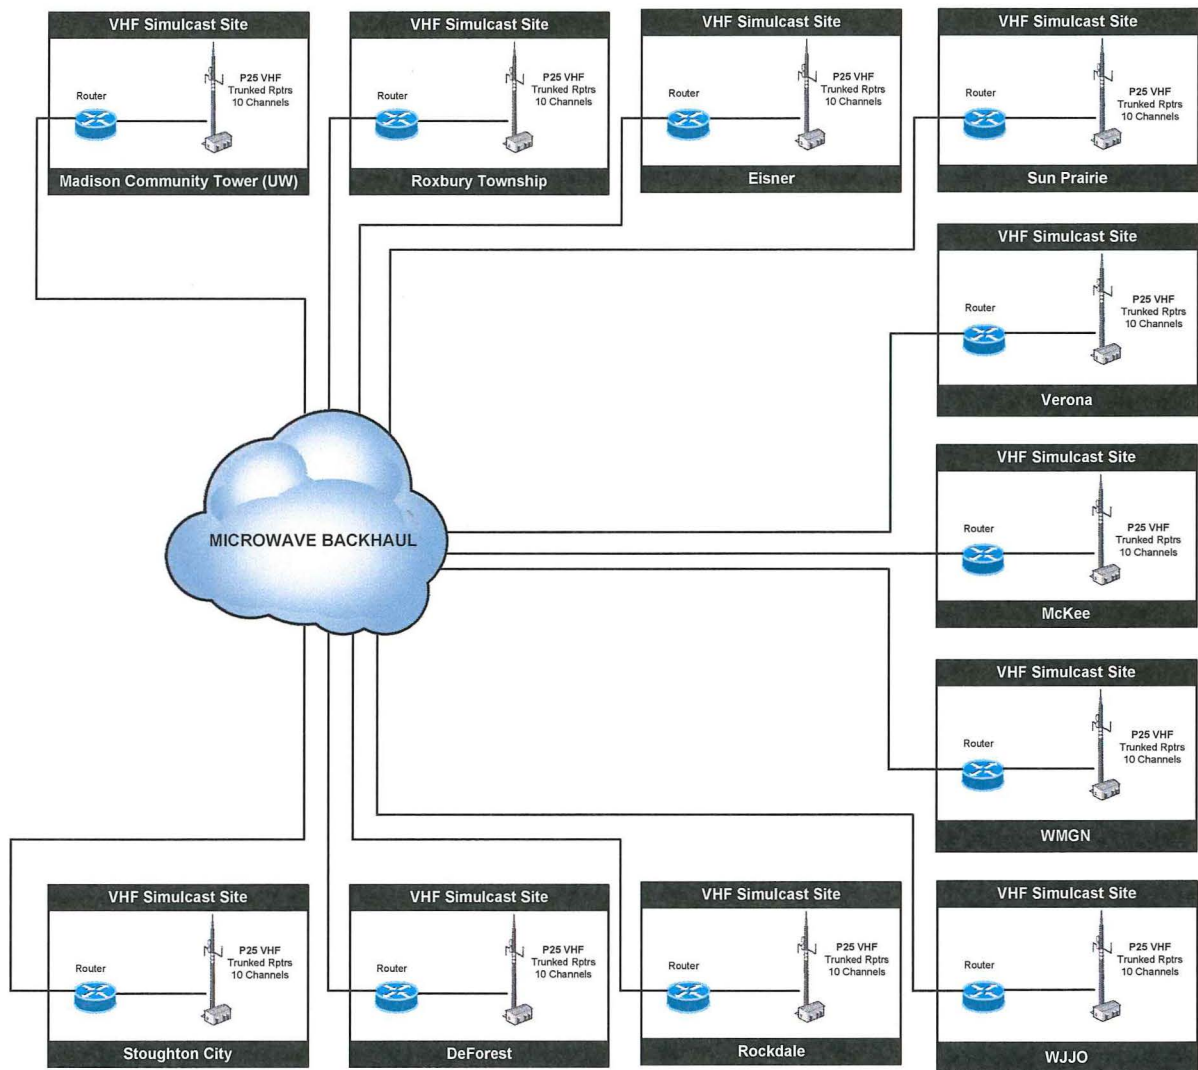 VHF Simulcast Site
Router
P25 VHF
Trunked Rptrs
10 Channels
Madison Community Tower (UW)
VHF Simulcast Site
Router
P25 VHF
Trunked Rptrs
10 Channels
Roxbury Township
VHF Simulcast Site
Router
P25 VHF
Trunked Rptrs
10 Channels
Eisner
VHF Simulcast Site
Router
P25 VHF
Trunked Rptrs
10 Channels
Sun Prairie
VHF Simulcast Site
Router
P25 VHF
Trunked Rptrs
10 Channels
Verona
MICROWAVE BACKHAUL
VHF Simulcast Site
Router
P25 VHF
Trunked Rptrs
10 Channels
McKee
VHF Simulcast Site
Router
P25 VHF
Trunked Rptrs
10 Channels
WMGN
VHF Simulcast Site
Router
P25 VHF
Trunked Rptrs
10 Channels
Stoughton City
VHF Simulcast Site
Router
P25 VHF
Trunked Rptrs
10 Channels
DeForest
VHF Simulcast Site
Router
P25 VHF
Trunked Rptrs
10 Channels
Rockdale
VHF Simulcast Site
Router
P25 VHF
Trunked Rptrs
10 Channels
WJJO